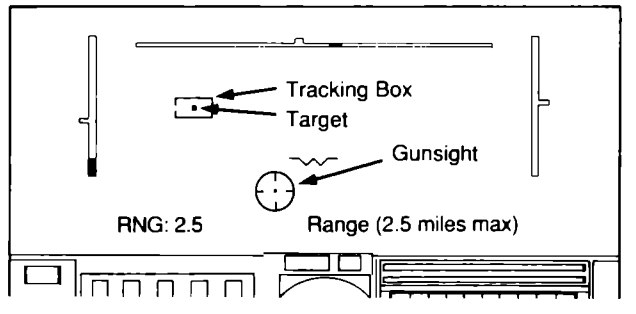 Tracking Box
Target
Gunsight
RNG: 2.5
Range (2.5 miles max)